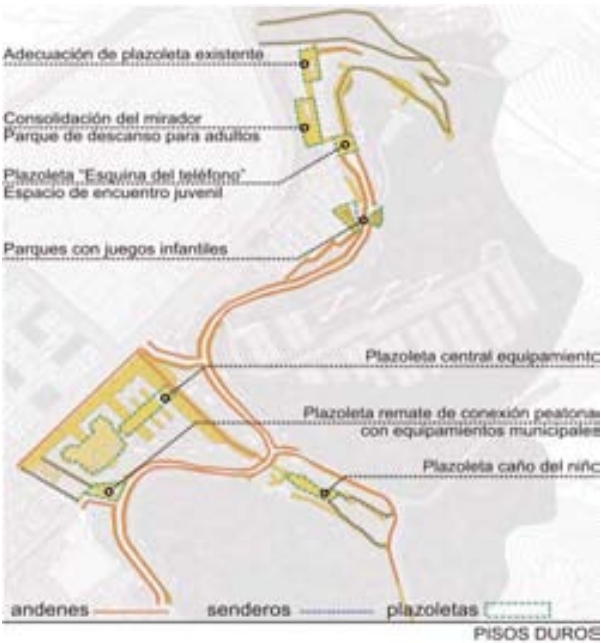 Adecuación de plazoleta existente
Consolidación del mirador
Parque de descanso para adultos
Plazoleta "Esquina del teléfono"
Espacio de encuentro juvenil
Parques con juegos infantiles
Plazoleta central equipamiento
Plazoleta remate de conexión peatonal
con equipamientos municipales
Plazoleta caño del niño
andenes senderos plazoletas
PISOS DUROS